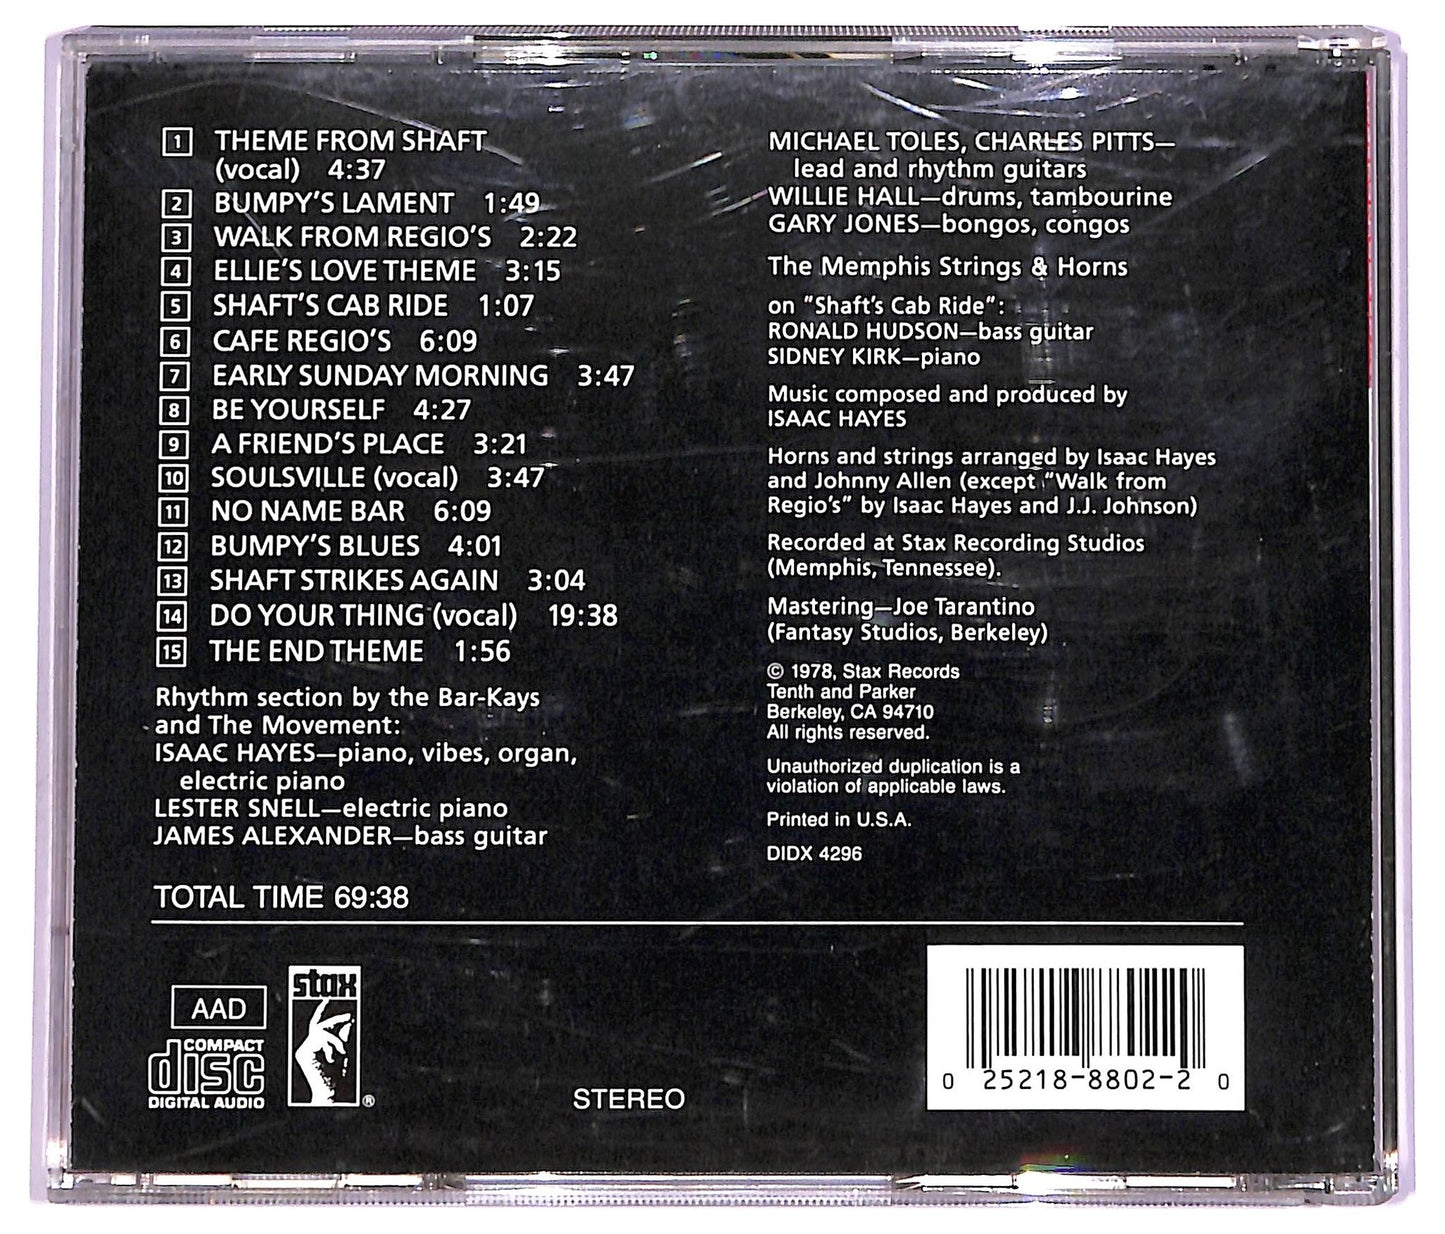 1 THEME FROM SHAFT
(vocal) 4:37
2 BUMPY'S LAMENT 1:49
3 WALK FROM REGIO'S 2:22
4 ELLIE'S LOVE THEME 3:15
5 SHAFT'S CAB RIDE 1:07
6 CAFE REGIO'S 6:09
7 EARLY SUNDAY MORNING 3:47
8 BE YOURSELF 4:27
9 A FRIEND'S PLACE 3:21
10 SOULSVILLE (vocal) 3:47
11 NO NAME BAR 6:09
12 BUMPY'S BLUES 4:01
13 SHAFT STRIKES AGAIN 3:04
14 DO YOUR THING (vocal) 19:38
15 THE END THEME 1:56
Rhythm section by the Bar-Kays
and The Movement:
ISAAC HAYES—piano, vibes, organ,
electric piano
LESTER SNELL—electric piano
JAMES ALEXANDER—bass guitar
TOTAL TIME 69:38
MICHAEL TOLES, CHARLES PITTS—
lead and rhythm guitars
WILLIE HALL—drums, tambourine
GARY JONES—bongos, congos
The Memphis Strings & Horns
on "Shaft's Cab Ride":
RONALD HUDSON—bass guitar
SIDNEY KIRK—piano
Music composed and produced by
ISAAC HAYES
Horns and strings arranged by Isaac Hayes
and Johnny Allen (except "Walk from
Regio's" by Isaac Hayes and J.J. Johnson)
Recorded at Stax Recording Studios
(Memphis, Tennessee).
Mastering—Joe Tarantino
(Fantasy Studios, Berkeley)
© 1978, Stax Records
Tenth and Parker
Berkeley, CA 94710
All rights reserved.
Unauthorized duplication is a
violation of applicable laws.
Printed in U.S.A.
DIDX 4296
AAD
COMPACT
disc
DIGITAL AUDIO
stax
®
STEREO
0 25218-8802-2 0